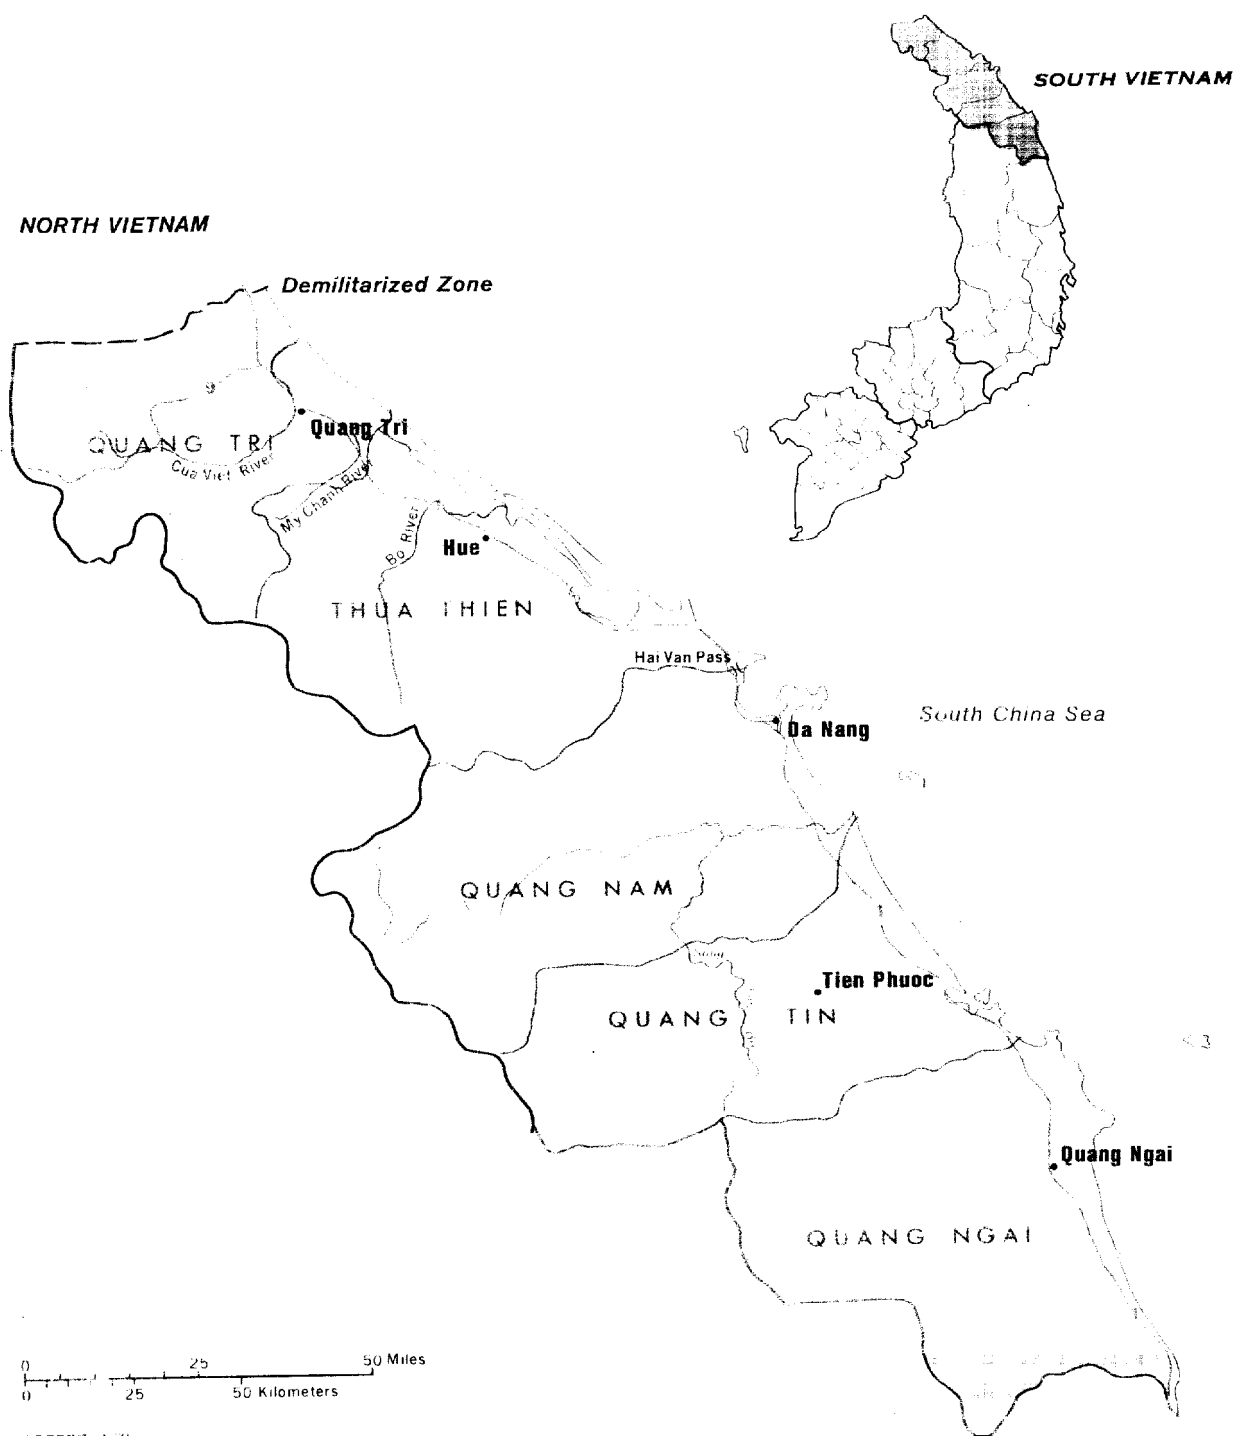 SOUTH VIETNAM
NORTH VIETNAM
Demilitarized Zone
9
Quang Tri
QUANG TRI
Cua Viet River
My Chanh River
Bo River
Hue
THUA THIEN
Hai Van Pass
Da Nang
South China Sea
QUANG NAM
Tien Phuoc
QUANG TIN
Quang Ngai
QUANG NGAI
0 25 50 Miles
0 25 50 Kilometers